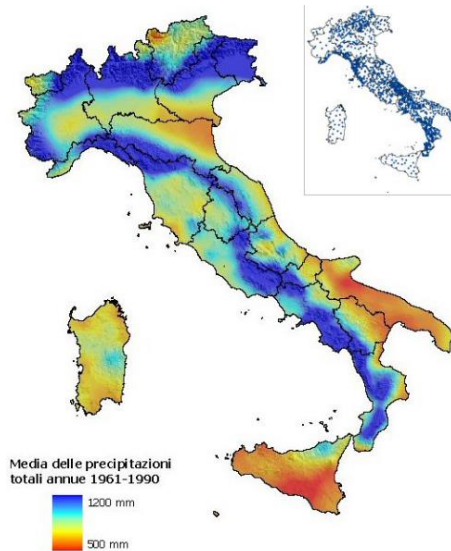 Media delle precipitazioni
totali annue 1961-1990
1200 mm
500 mm